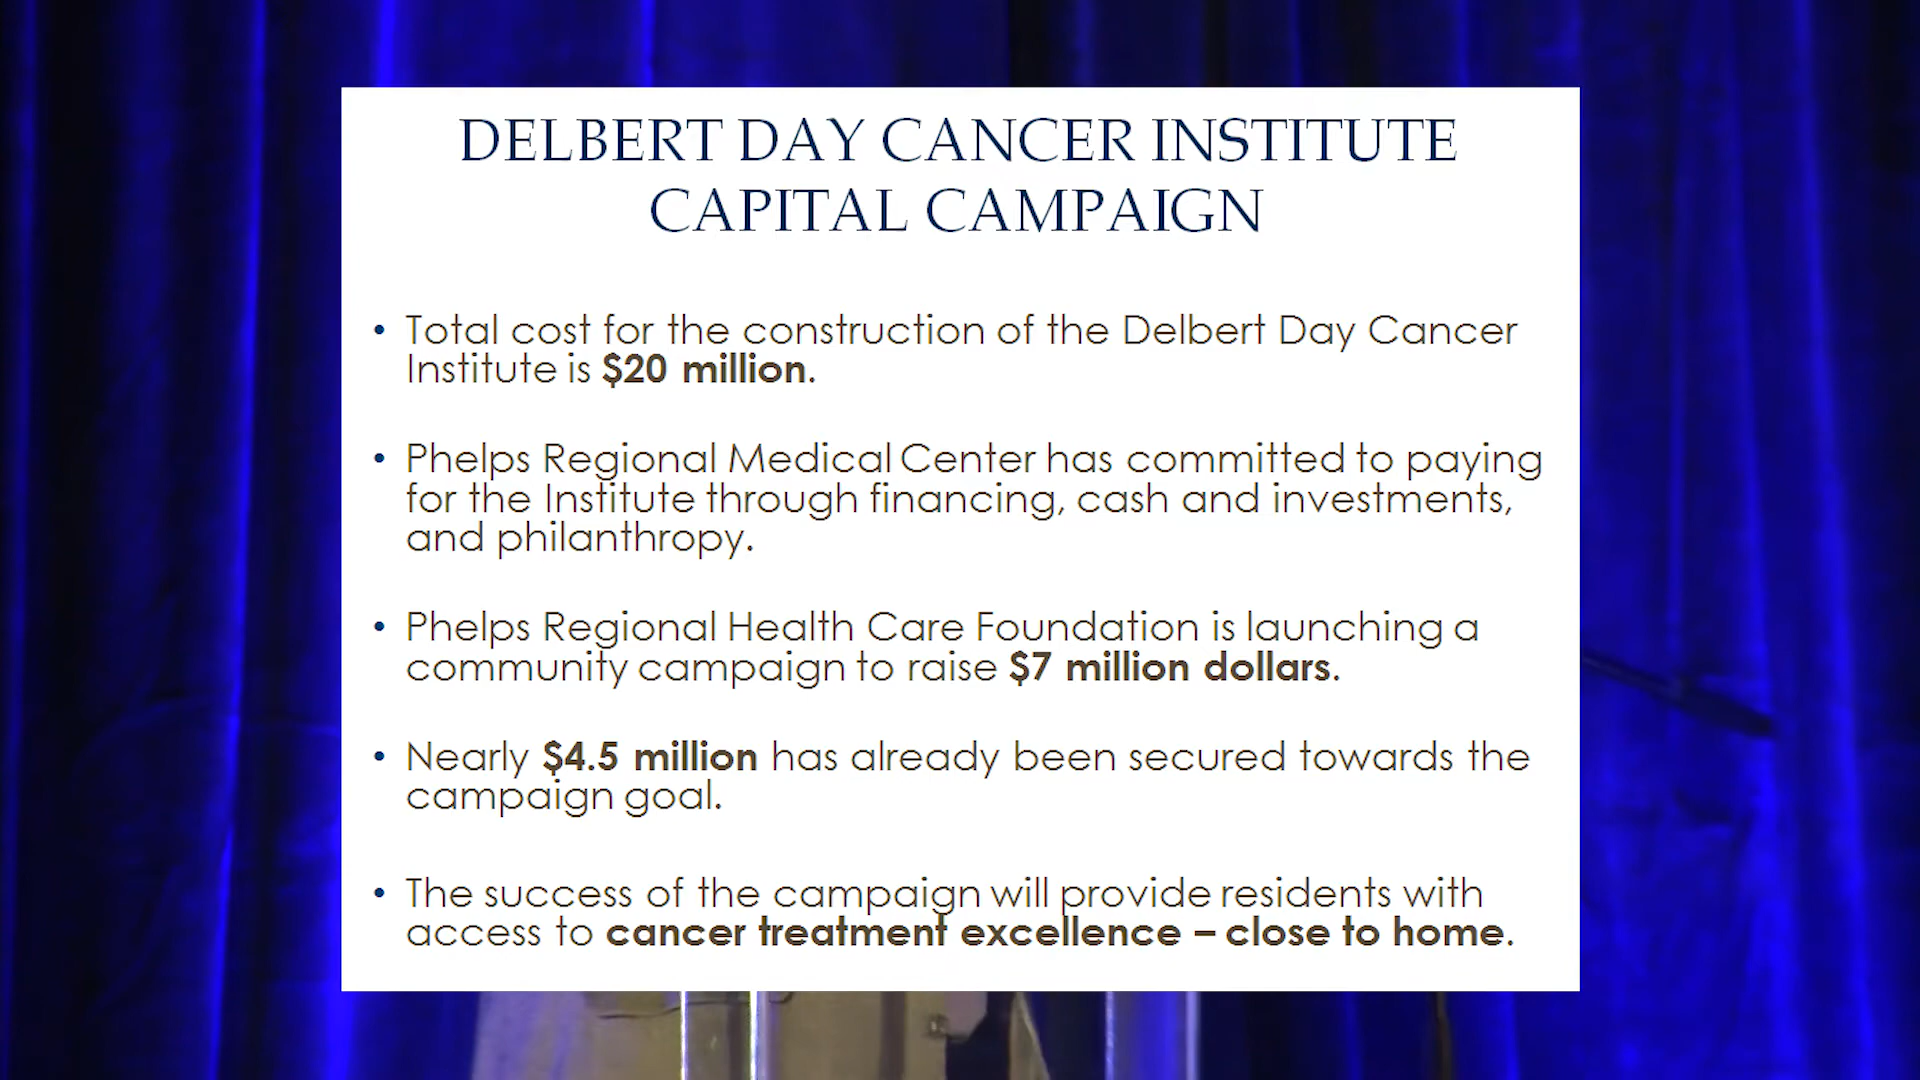 DELBERT DAY CANCER INSTITUTE
CAPITAL CAMPAIGN
• Total cost for the construction of the Delbert Day Cancer
Institute is $20 million.
• Phelps Regional Medical Center has committed to paying
for the Institute through financing, cash and investments,
and philanthropy.
• Phelps Regional Health Care Foundation is launching a
community campaign to raise $7 million dollars.
• Nearly $4.5 million has already been secured towards the
campaign goal.
• The success of the campaign will provide residents with
access to cancer treatment excellence – close to home.